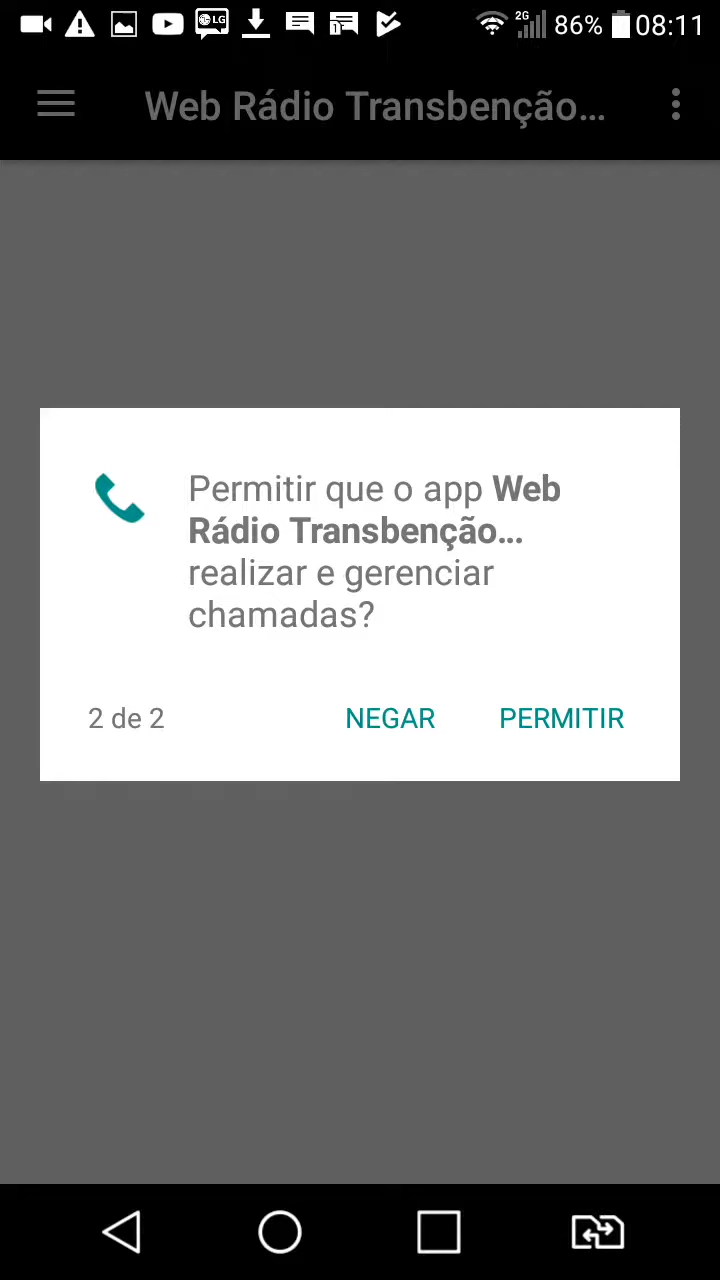 2G 86% 08:11
Web Rádio Transbenção...
Permitir que o app Web
Rádio Transbenção...
realizar e gerenciar
chamadas?
2 de 2 NEGAR PERMITIR